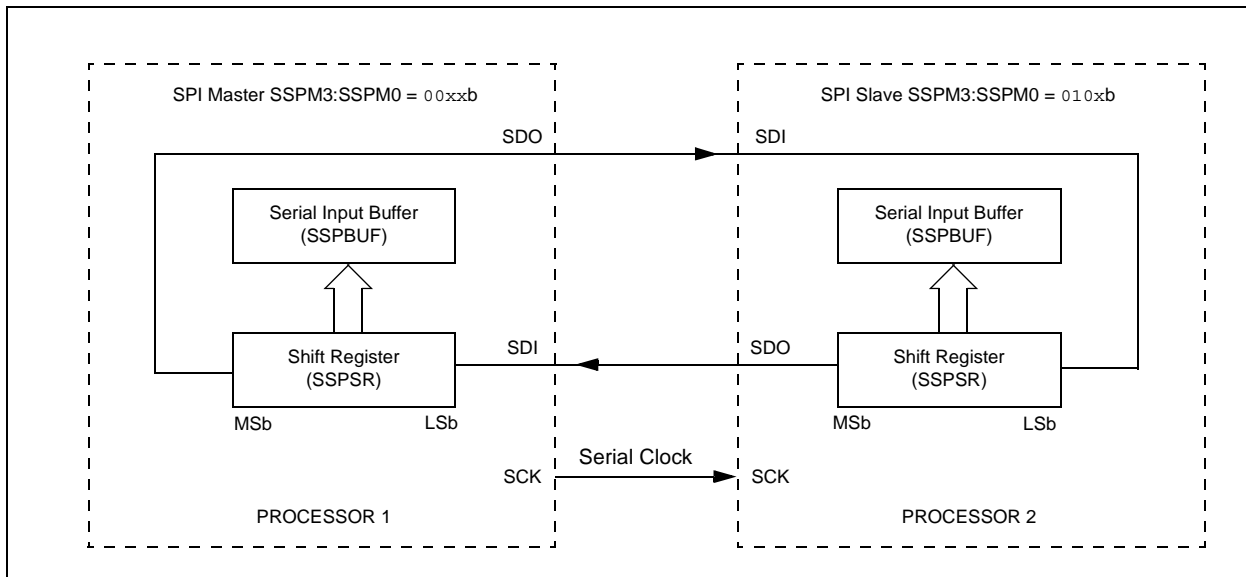 SPI Master SSPM3:SSPM0 = 00xxb
SPI Slave SSPM3:SSPM0 = 010xb
SDO
SDI
Serial Input Buffer
(SSPBUF)
Serial Input Buffer
(SSPBUF)
Shift Register
(SSPSR)
SDI
SDO
Shift Register
(SSPSR)
MSb
LSb
MSb
LSb
SCK
Serial Clock
SCK
PROCESSOR 1
PROCESSOR 2